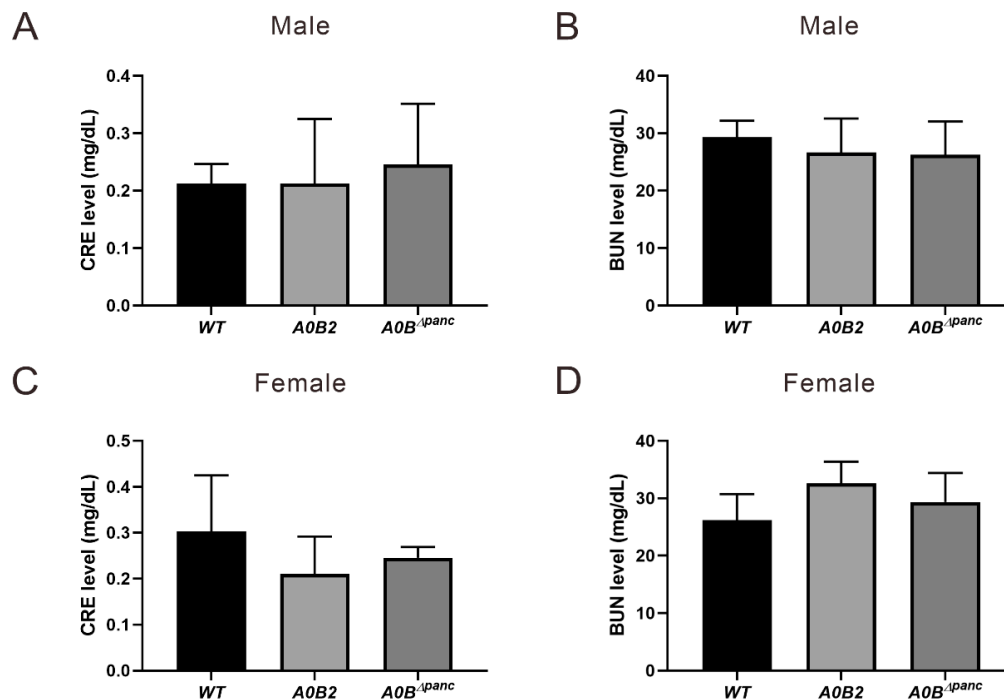 A
Male
CRE level (mg/dL)
0.4
0.3
0.2
0.1
0.0
WT
A0B2
A0B^Δpanc
B
Male
BUN level (mg/dL)
40
30
20
10
0
WT
A0B2
A0B^Δpanc
C
Female
CRE level (mg/dL)
0.5
0.4
0.3
0.2
0.1
0.0
WT
A0B2
A0B^Δpanc
D
Female
BUN level (mg/dL)
40
30
20
10
0
WT
A0B2
A0B^Δpanc